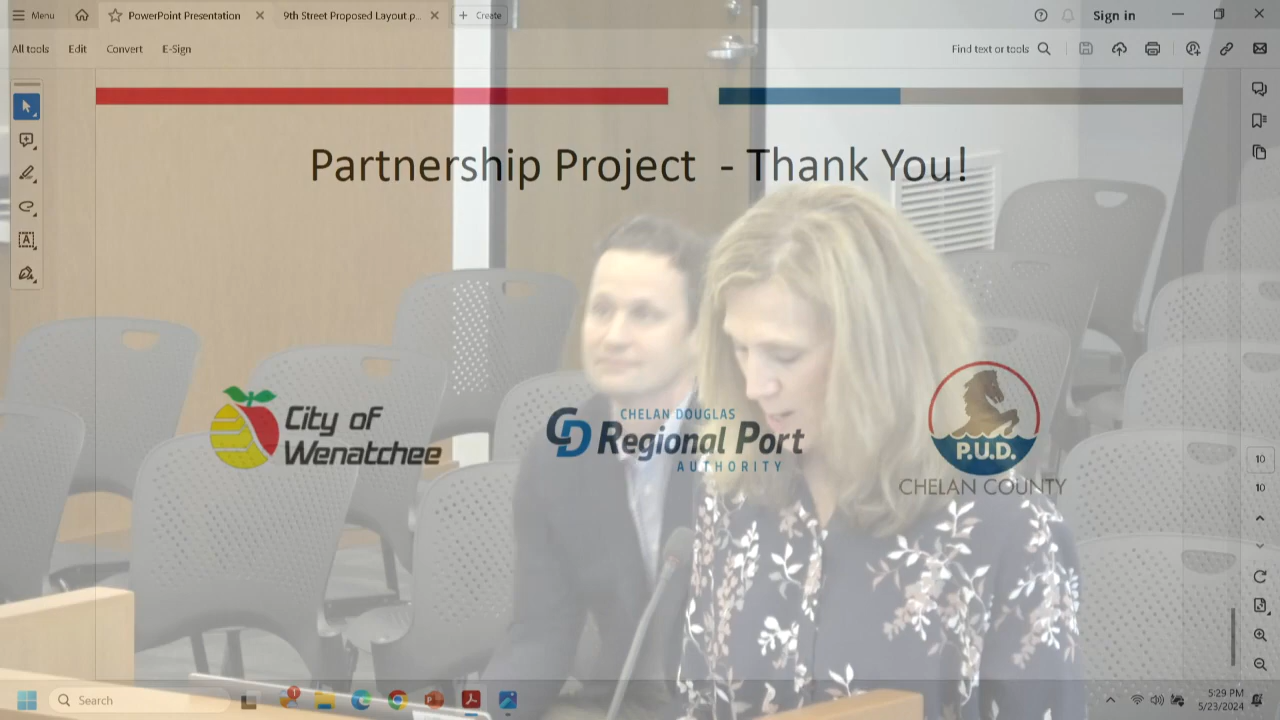 Menu
PowerPoint Presentation
9th Street Proposed Layout.p...
Create
Sign in
All tools Edit Convert E-Sign
Find text or tools
Partnership Project - Thank You!
City of
Wenatchee
CHELAN DOUGLAS
CD Regional Port
AUTHORITY
P.U.D.
CHELAN COUNTY
10
10
Search
1
5:29 PM
5/23/2024